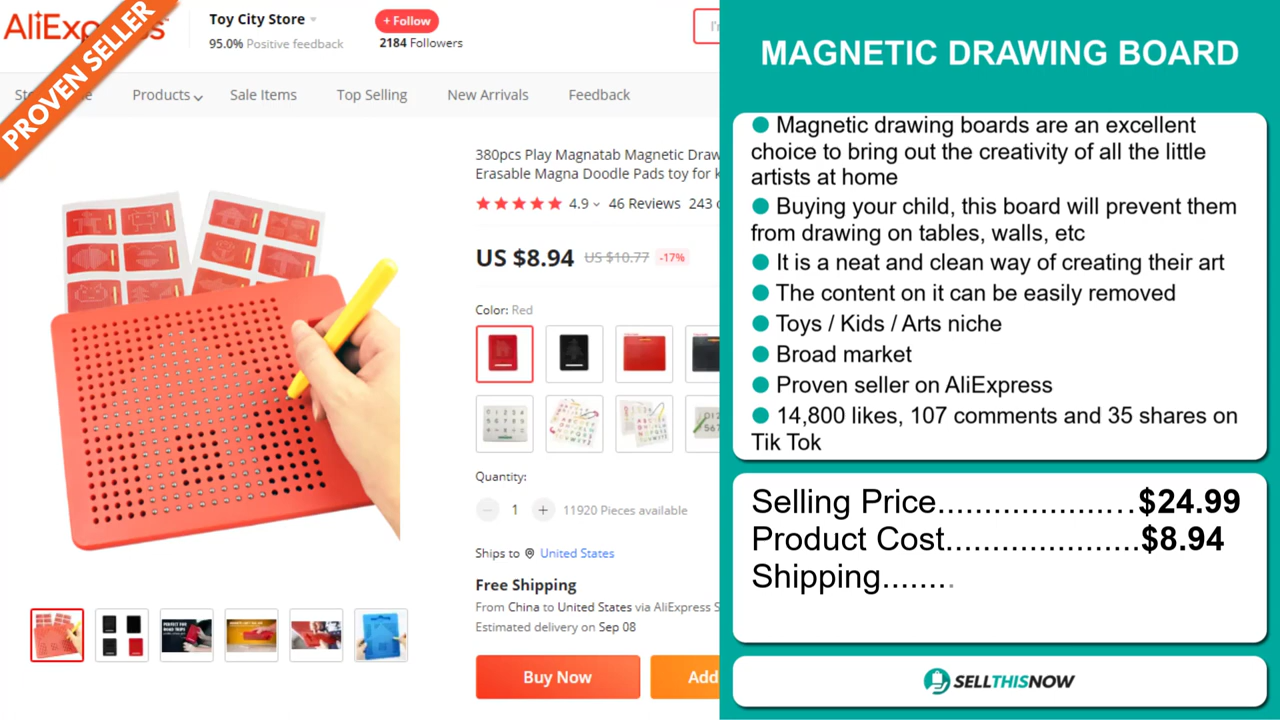 AliExpress
PROVEN SELLER
Toy City Store
95.0% Positive feedback
+ Follow
2184 Followers
I'm
Products
Sale Items
Top Selling
New Arrivals
Feedback
MAGNETIC DRAWING BOARD
380pcs Play Magnatab Magnetic Draw
Erasable Magna Doodle Pads toy for k
4.9
46 Reviews
243
US $8.94
US $10.77
-17%
Color: Red
Quantity:
1
11920 Pieces available
Ships to
United States
Free Shipping
From China to United States via AliExpress S
Estimated delivery on Sep 08
Buy Now
Add
● Magnetic drawing boards are an excellent
choice to bring out the creativity of all the little
artists at home
● Buying your child, this board will prevent them
from drawing on tables, walls, etc
● It is a neat and clean way of creating their art
● The content on it can be easily removed
● Toys / Kids / Arts niche
● Broad market
● Proven seller on AliExpress
● 14,800 likes, 107 comments and 35 shares on
Tik Tok
Selling Price.....................$24.99
Product Cost.....................$8.94
Shipping........
SELLTHISNOW